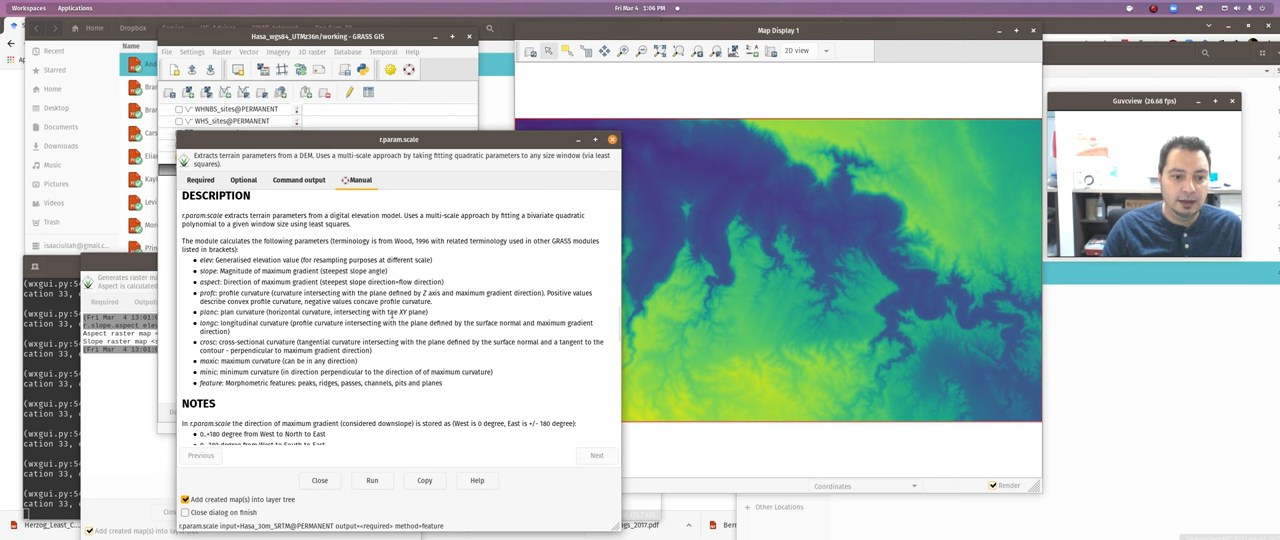 Workspaces
Applications
Fri Mar 4 1:06 PM
Home
Dropbox
Recent
Starred
Home
Desktop
Documents
Downloads
Music
Pictures
Videos
Trash
Other Locations
Name
Hasa_wgs84_UTMz36n/working - GRASS GIS
File Settings Raster Vector Imagery 3D raster Database Temporal Help
WHNBS_sites@PERMANENT
WHS_sites@PERMANENT
Map Display 1
2D view
Coordinates
Render
Guvcview (26.68 fps)
r.param.scale
Extracts terrain parameters from a DEM. Uses a multi-scale approach by taking fitting quadratic parameters to any size window (via least
squares).
Required Optional Command output Manual
DESCRIPTION
r.param.scale extracts terrain parameters from a digital elevation model. Uses a multi-scale approach by fitting a bivariate quadratic
polynomial to a given window size using least squares.
The module calculates the following parameters (terminology is from Wood, 1996 with related terminology used in other GRASS modules
listed in brackets):
elev: Generalised elevation value (for resampling purposes at different scale)
slope: Magnitude of maximum gradient (steepest slope angle)
aspect: Direction of maximum gradient (steepest slope direction=flow direction)
profc: profile curvature (curvature intersecting with the plane defined by Z axis and maximum gradient direction). Positive values
describe convex profile curvature, negative values concave profile curvature.
planc: plan curvature (horizontal curvature, intersecting with the XY plane)
longc: longitudinal curvature (profile curvature intersecting with the plane defined by the surface normal and maximum gradient
direction)
crosc: cross-sectional curvature (tangential curvature intersecting with the plane defined by the surface normal and a tangent to the
contour - perpendicular to maximum gradient direction)
maxic: maximum curvature (can be in any direction)
minic: minimum curvature (in direction perpendicular to the direction of of maximum curvature)
feature: Morphometric features: peaks, ridges, passes, channels, pits and planes
NOTES
In r.param.scale the direction of maximum gradient (considered downslope) is stored as (West is 0 degree, East is +/- 180 degree):
0..+180 degree from West to North to East
Previous
Next
Close
Run
Copy
Help
Add created map(s) into layer tree
Close dialog on finish
r.param.scale input=Hasa_30m_SRTM@PERMANENT output=<required> method=feature
Generates raster ma
Aspect is calculated
Required Optional
r.slope.aspect elev
Aspect raster map <
Slope raster map <s
Add created map(s) into
(wxgui.py:54
cation 33,
Herzog_Least_C...
gs_2017.pdf